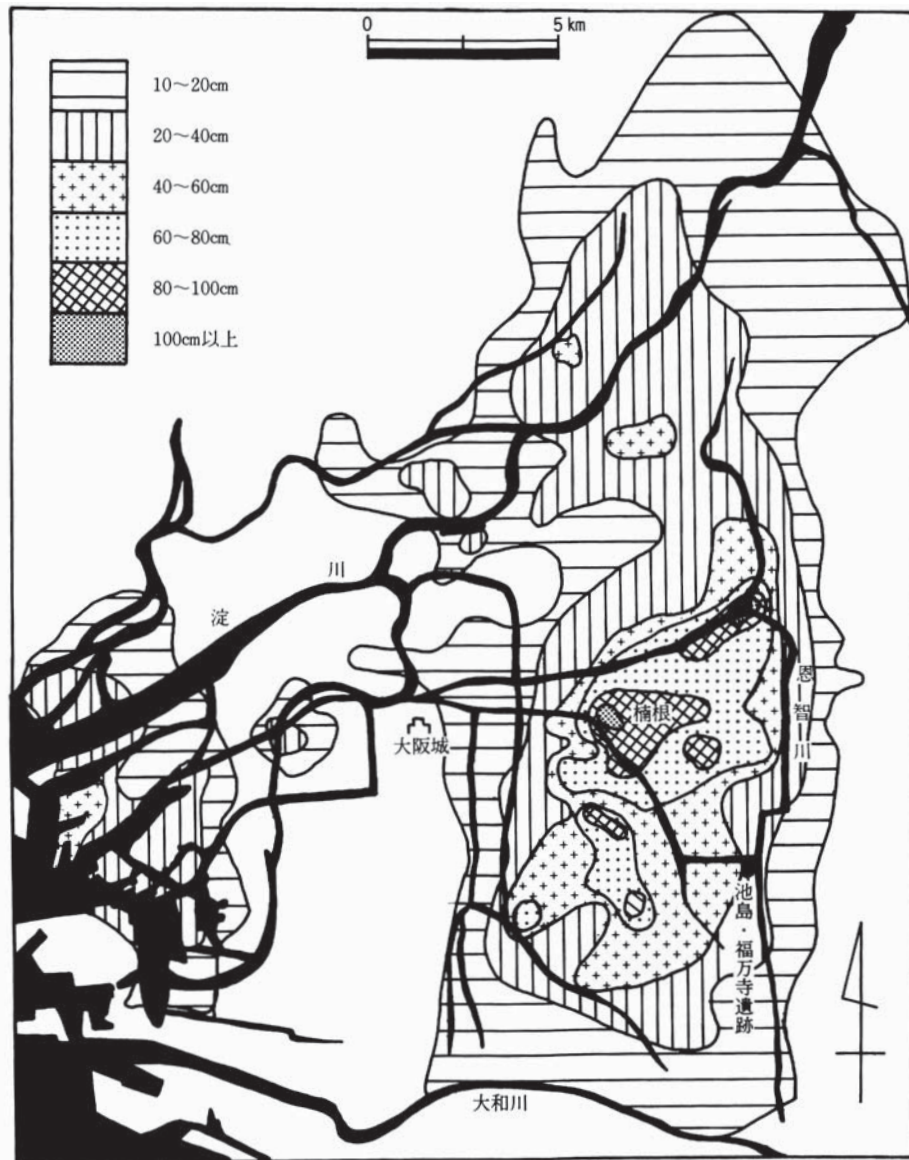 0 5 km
10～20cm
20～40cm
40～60cm
60～80cm
80～100cm
100cm以上
淀川
大阪城
楠根
恩智川
池島・福万寺遺跡
大和川